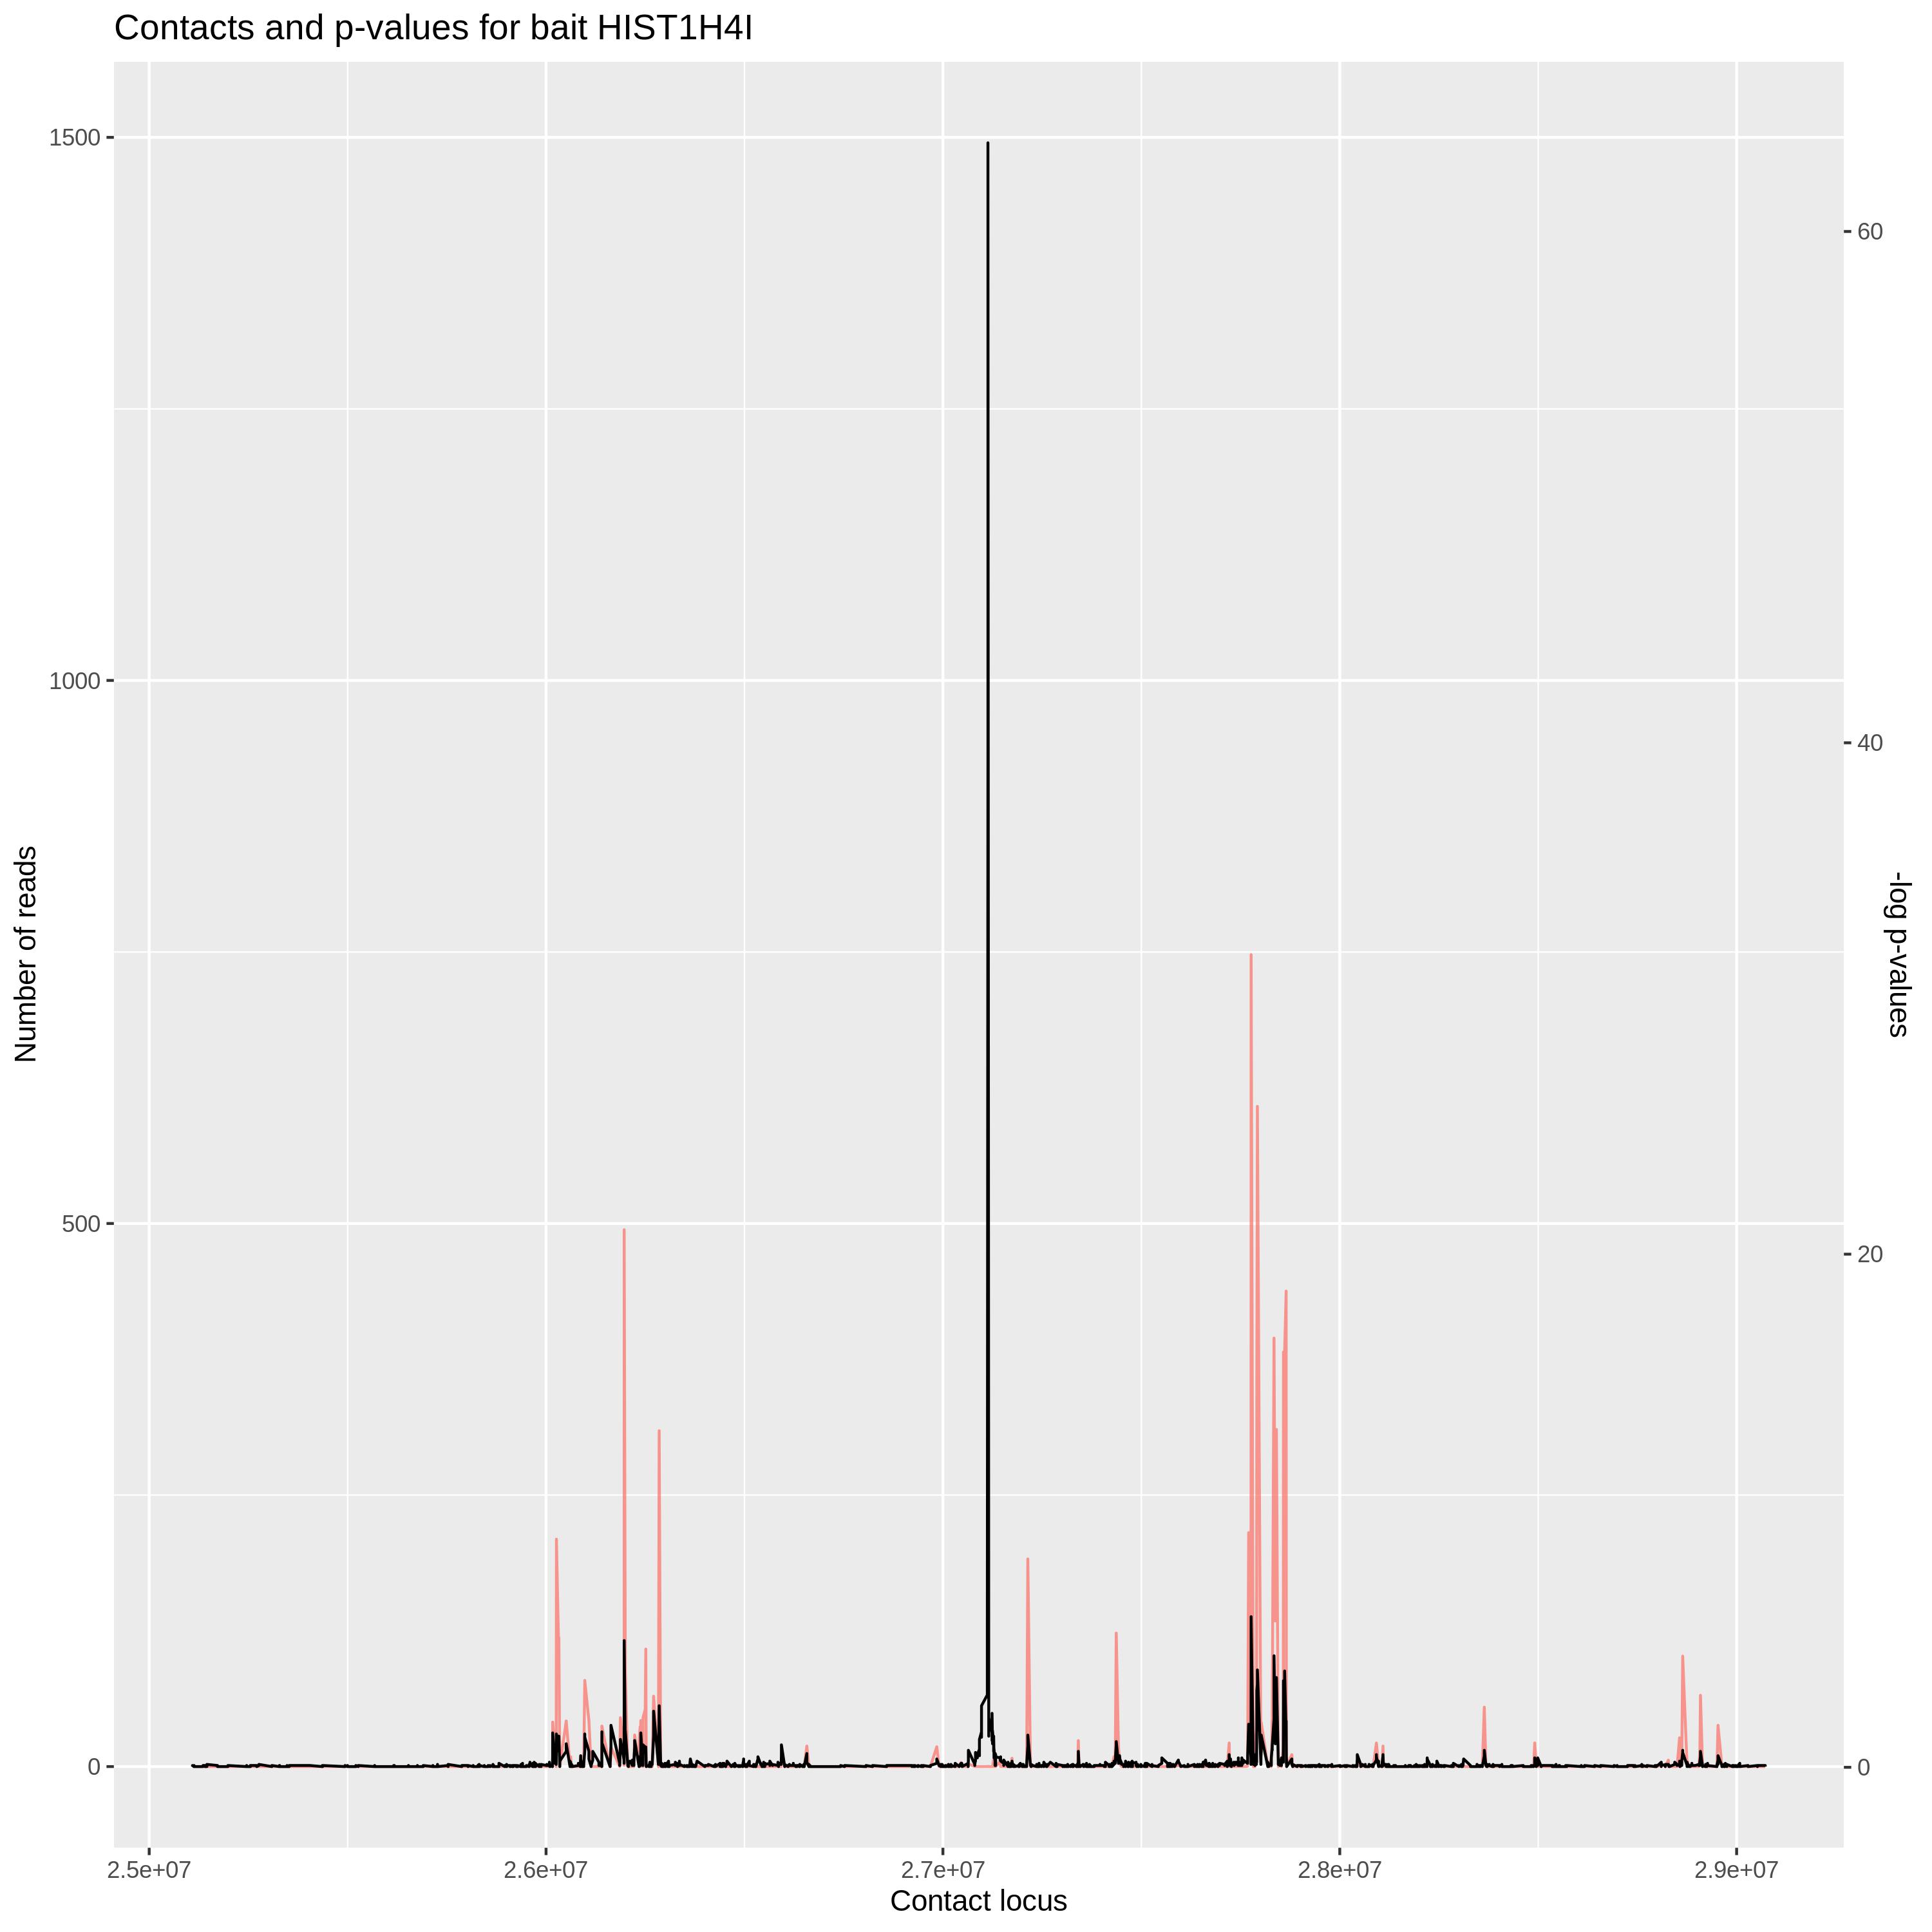 Contacts and p-values for bait HIST1H4I
1500
1000
500
0
Number of reads
60
40
20
0
-log p-values
2.5e+07
2.6e+07
2.7e+07
2.8e+07
2.9e+07
Contact locus